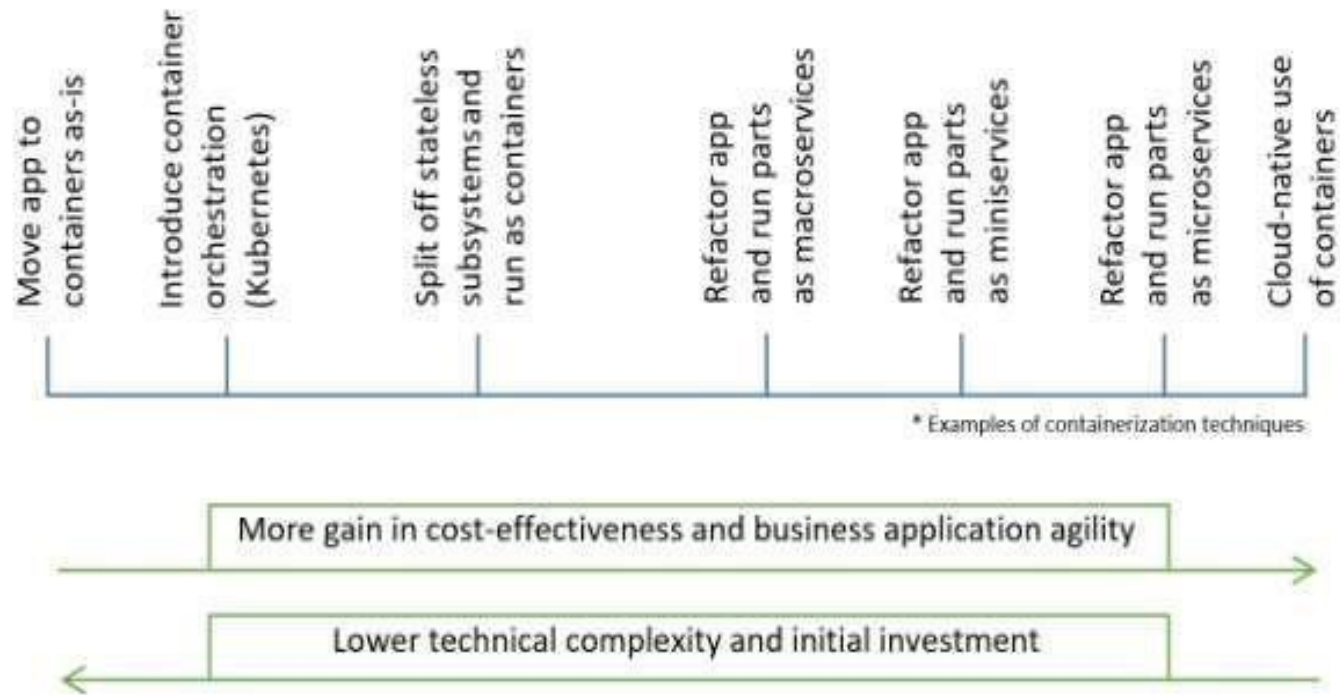 Move app to
containers as-is
Introduce container
orchestration
(Kubernetes)
Split off stateless
subsystems and
run as containers
Refactor app
and run parts
as macroservices
Refactor app
and run parts
as miniservices
Refactor app
and run parts
as microservices
Cloud-native use
of containers
* Examples of containerization techniques
More gain in cost-effectiveness and business application agility
Lower technical complexity and initial investment